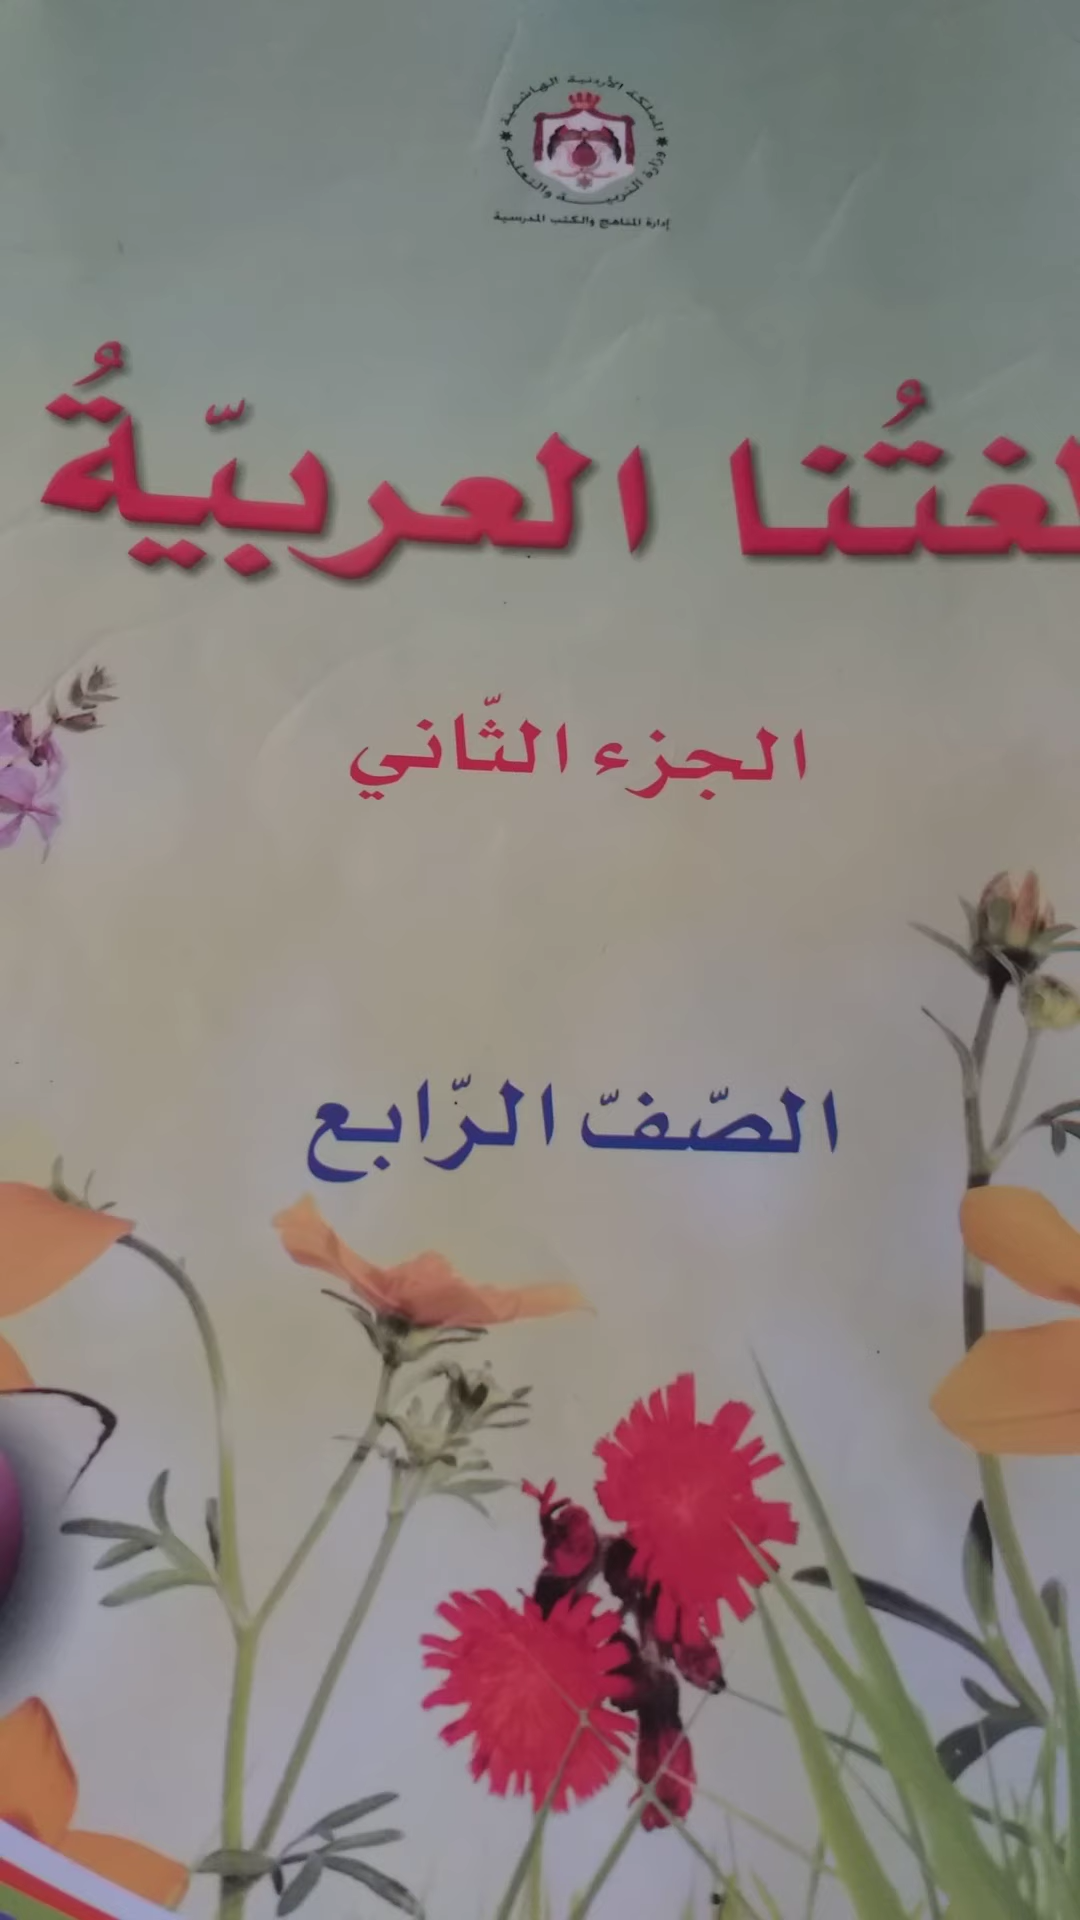 المملكة الأردنية الهاشمية
وزارة التربية والتعليم
إدارة المناهج والكتب المدرسية
لغتُنا العربيّةُ
الجزء الثّاني
الصّفّ الرّابع